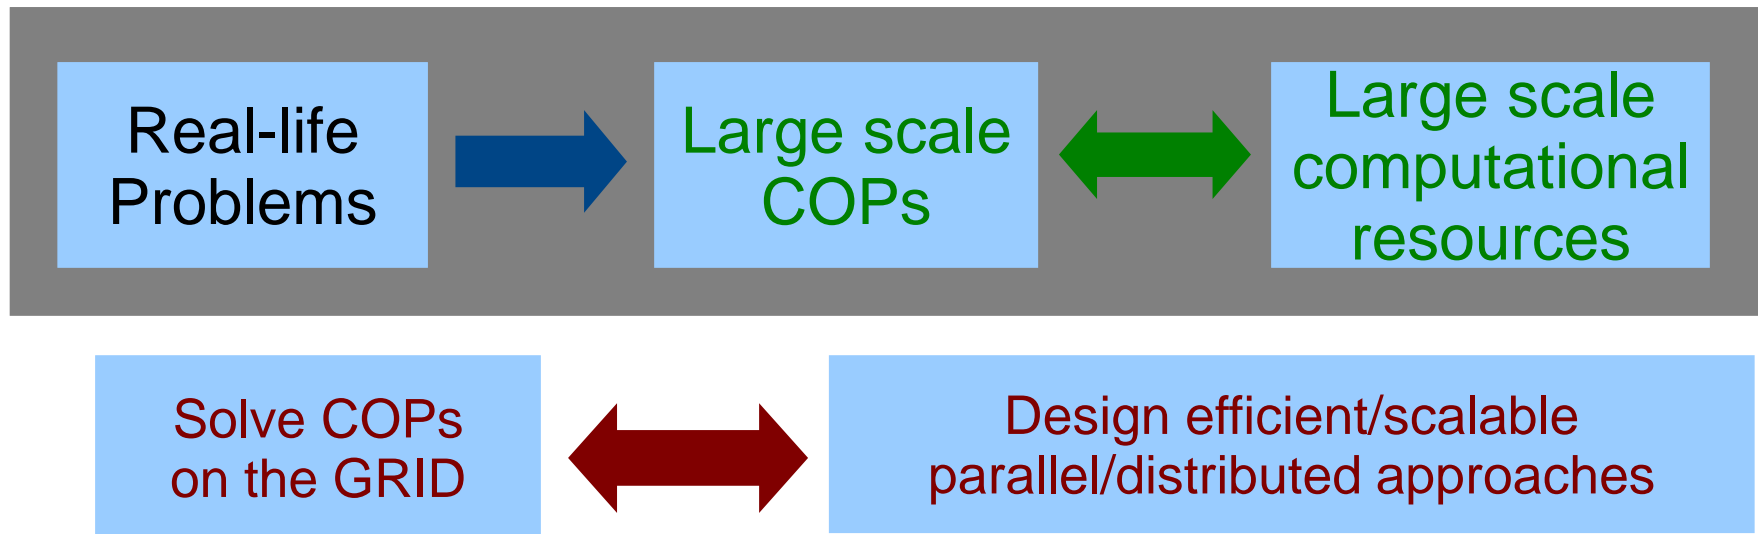 Real-life
Problems
Large scale
COPs
Large scale
computational
resources
Solve COPs
on the GRID
Design efficient/scalable
parallel/distributed approaches